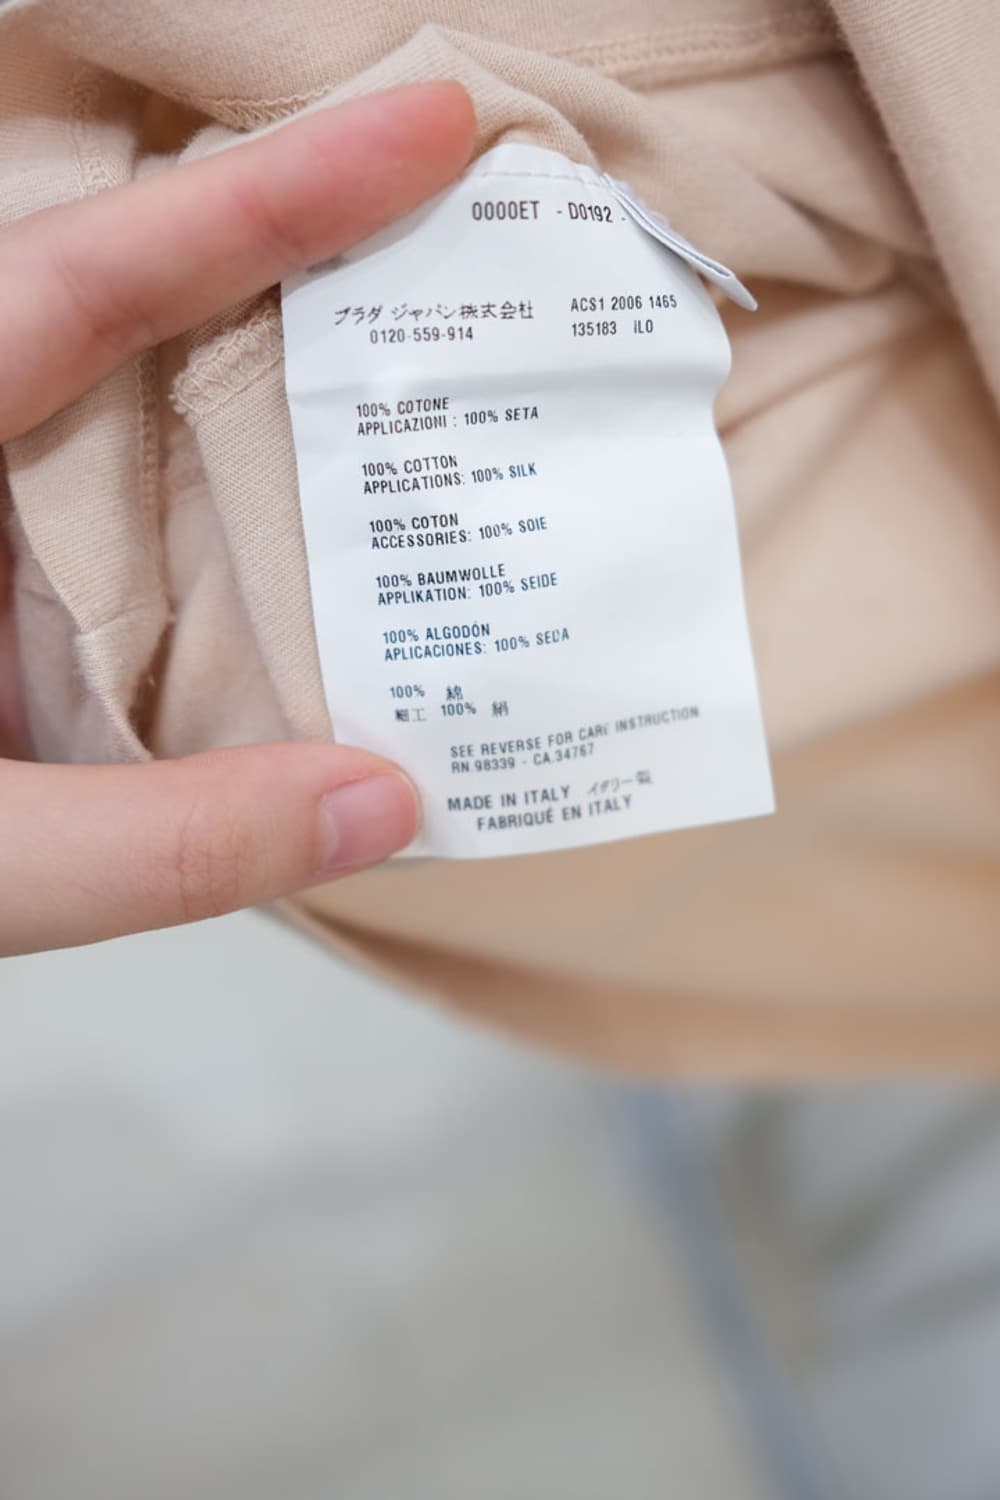 0000ET - D0192 -
プラダ ジャパン株式会社
0120-559-914
ACS1 2006 1465
135183 ILO
100% COTONE
APPLICAZIONI : 100% SETA
100% COTTON
APPLICATIONS: 100% SILK
100% COTON
ACCESSORIES: 100% SOIE
100% BAUMWOLLE
APPLIKATION: 100% SEIDE
100% ALGODÓN
APLICACIONES: 100% SEDA
100% 綿
細工 100% 絹
SEE REVERSE FOR CARE INSTRUCTION
RN.98339 - CA.34767
MADE IN ITALY イタリー製
FABRIQUÉ EN ITALY